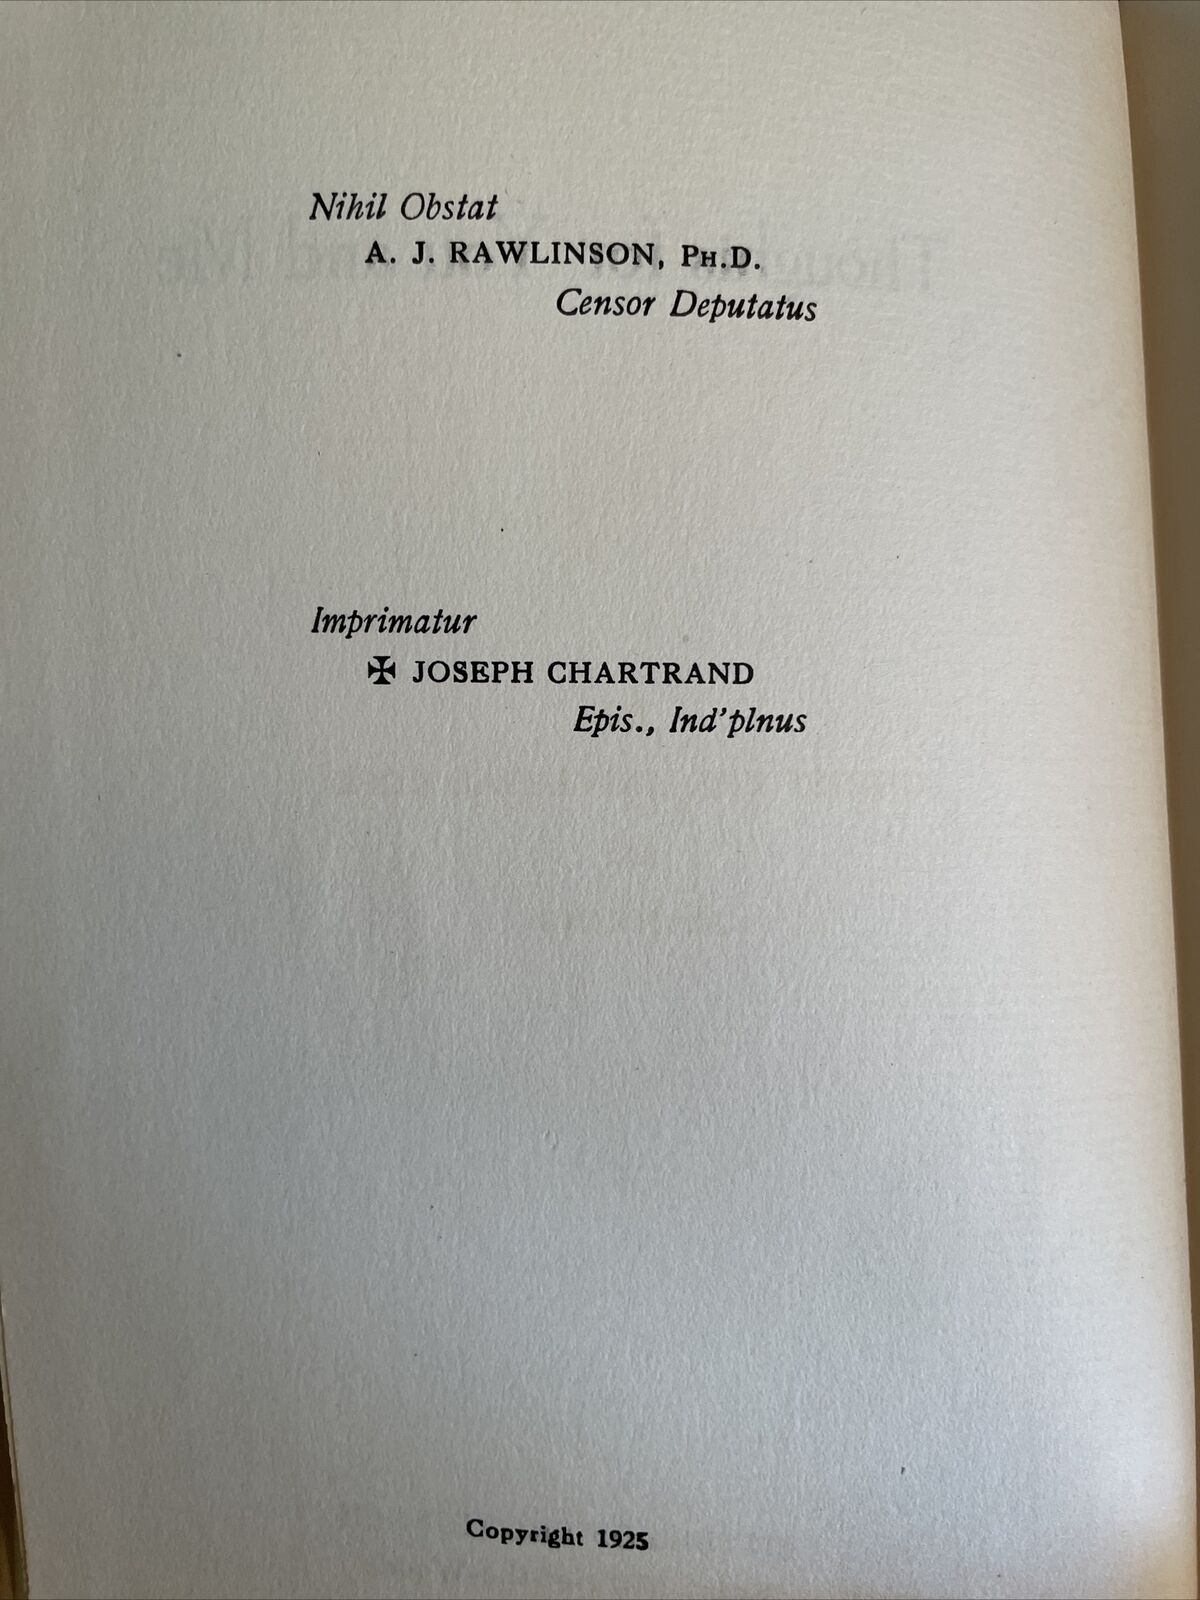 Nihil Obstat
A. J. RAWLINSON, PH.D.
Censor Deputatus
Imprimatur
✠ JOSEPH CHARTRAND
Epis., Ind'plnus
Copyright 1925